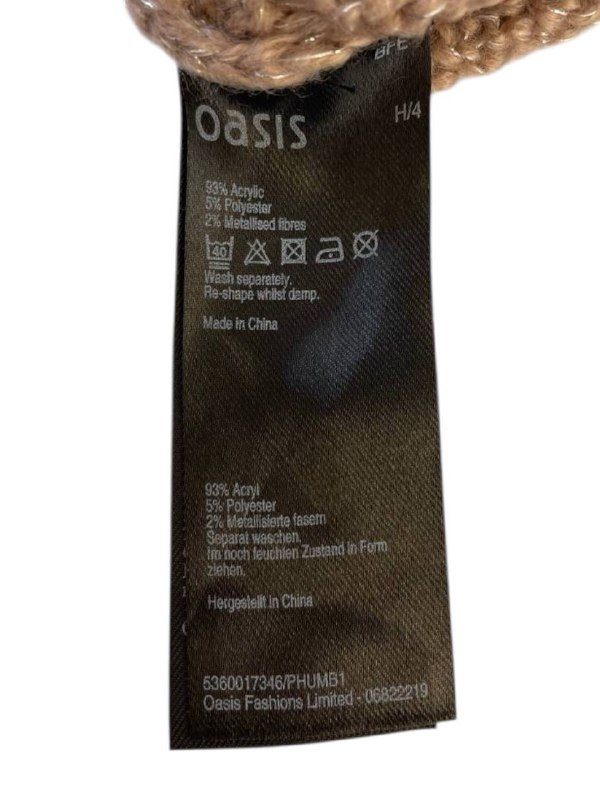 BFE
oasis
H/4
93% Acrylic
5% Polyester
2% Metallised fibres
40
Wash separately.
Re-shape whilst damp.
Made in China
93% Acryl
5% Polyester
2% Metallisierte fasern
Separat waschen.
Im noch feuchten Zustand in Form
ziehen.
Hergestellt in China
5360017346/PHUMB1
Oasis Fashions Limited - 06822219